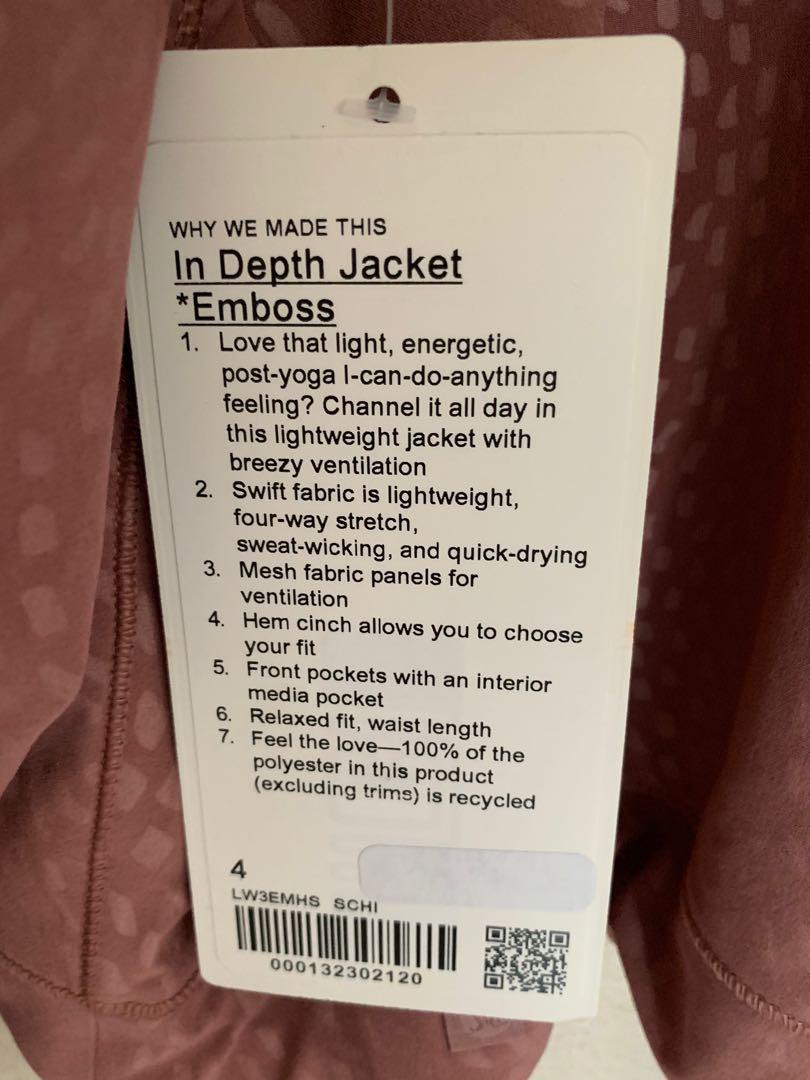 WHY WE MADE THIS
In Depth Jacket
*Emboss
1. Love that light, energetic,
post-yoga I-can-do-anything
feeling? Channel it all day in
this lightweight jacket with
breezy ventilation
2. Swift fabric is lightweight,
four-way stretch,
sweat-wicking, and quick-drying
3. Mesh fabric panels for
ventilation
4. Hem cinch allows you to choose
your fit
5. Front pockets with an interior
media pocket
6. Relaxed fit, waist length
7. Feel the love—100% of the
polyester in this product
(excluding trims) is recycled
4
LW3EMHS SCHI
000132302120